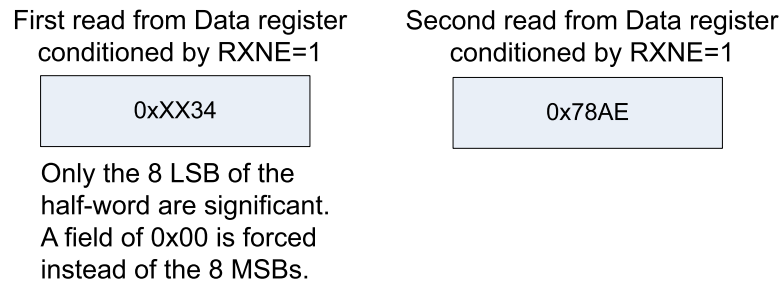 First read from Data register
conditioned by RXNE=1
0xXX34
Only the 8 LSB of the
half-word are significant.
A field of 0x00 is forced
instead of the 8 MSBs.
Second read from Data register
conditioned by RXNE=1
0x78AE